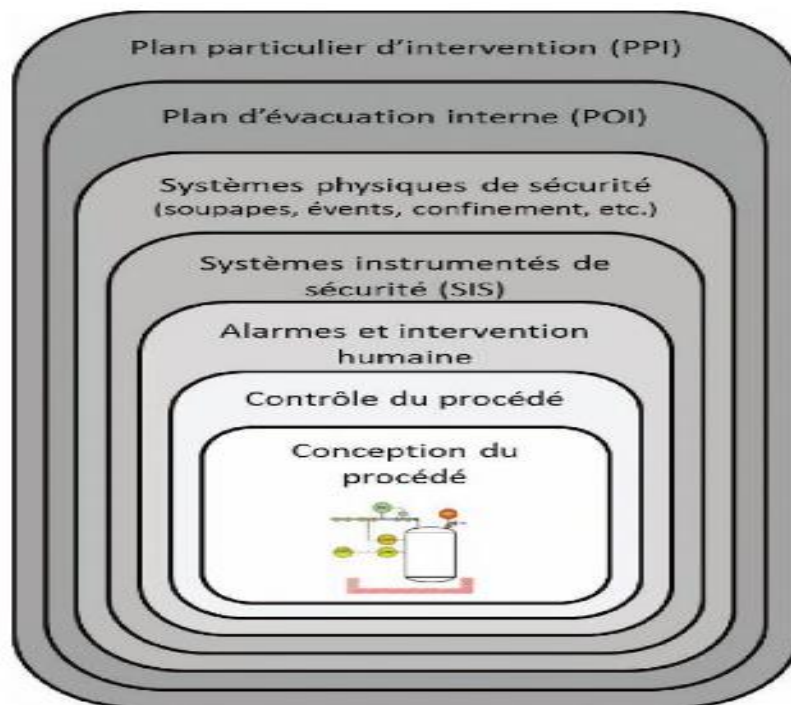 Plan particulier d'intervention (PPI)
Plan d'évacuation interne (POI)
Systèmes physiques de sécurité
(soupapes, évents, confinement, etc.)
Systèmes instrumentés de
sécurité (SIS)
Alarmes et intervention
humaine
Contrôle du procédé
Conception du
procédé